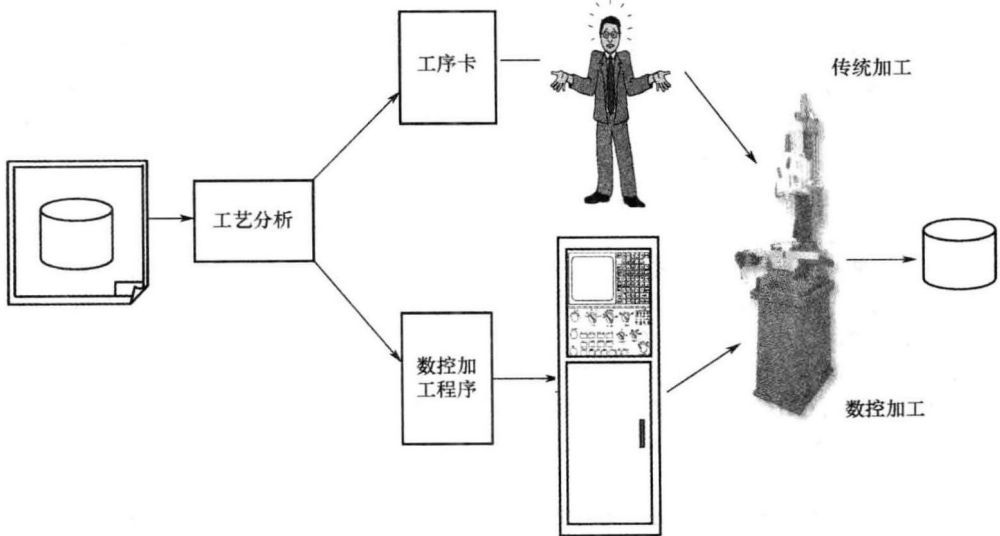 工序卡
传统加工
工艺分析
数控加
工程序
数控加工